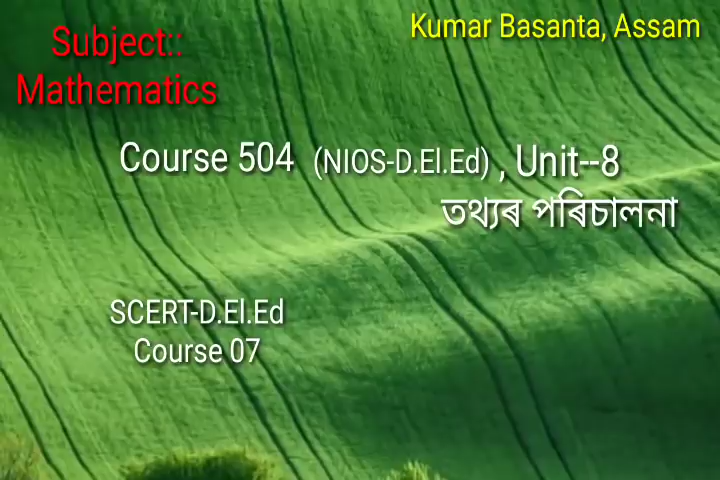 Kumar Basanta, Assam
Subject::
Mathematics
Course 504 (NIOS-D.El.Ed) , Unit--8
তথ্যৰ পৰিচালনা
SCERT-D.El.Ed
Course 07